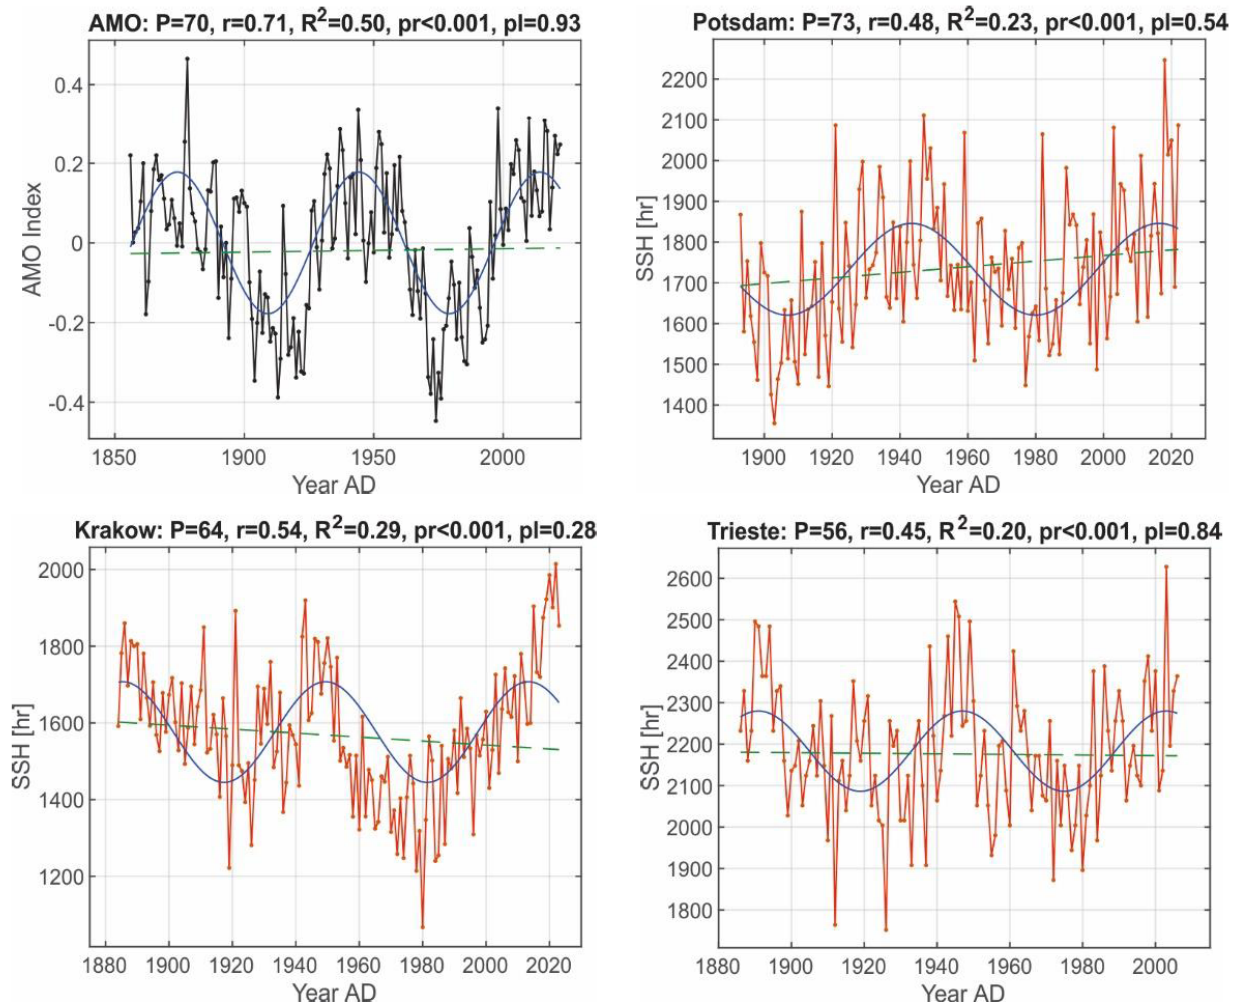 AMO: P=70, r=0.71, R²=0.50, pr<0.001, pl=0.93
0.4
0.2
0
-0.2
-0.4
AMO Index
1850 1900 1950 2000
Year AD
Potsdam: P=73, r=0.48, R²=0.23, pr<0.001, pl=0.54
2200
2100
2000
1900
1800
1700
1600
1500
1400
SSH [hr]
1900 1920 1940 1960 1980 2000 2020
Year AD
Krakow: P=64, r=0.54, R²=0.29, pr<0.001, pl=0.28
2000
1800
1600
1400
1200
SSH [hr]
1880 1900 1920 1940 1960 1980 2000 2020
Year AD
Trieste: P=56, r=0.45, R²=0.20, pr<0.001, pl=0.84
2600
2500
2400
2300
2200
2100
2000
1900
1800
SSH [hr]
1880 1900 1920 1940 1960 1980 2000
Year AD